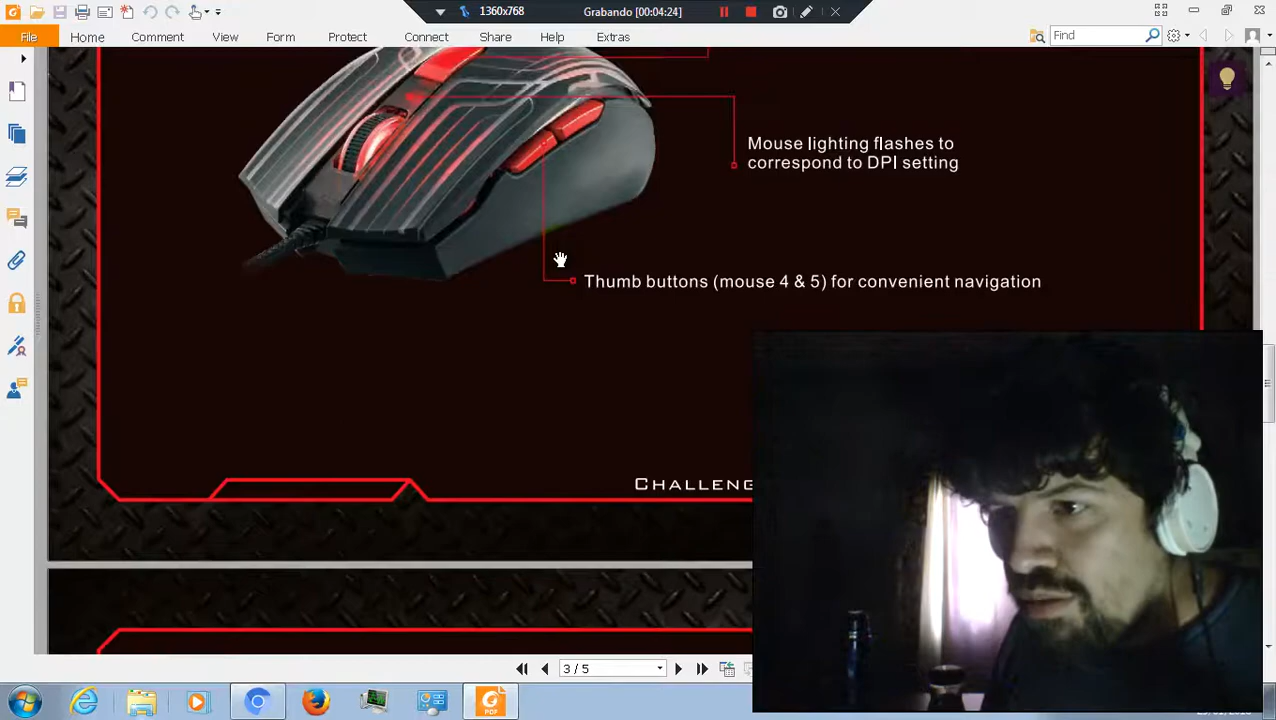 1360x768
Grabando [00:04:24]
File
Home
Comment
View
Form
Protect
Connect
Share
Help
Extras
Find
Mouse lighting flashes to
correspond to DPI setting
Thumb buttons (mouse 4 & 5) for convenient navigation
CHALLENG
3 / 5
PDF